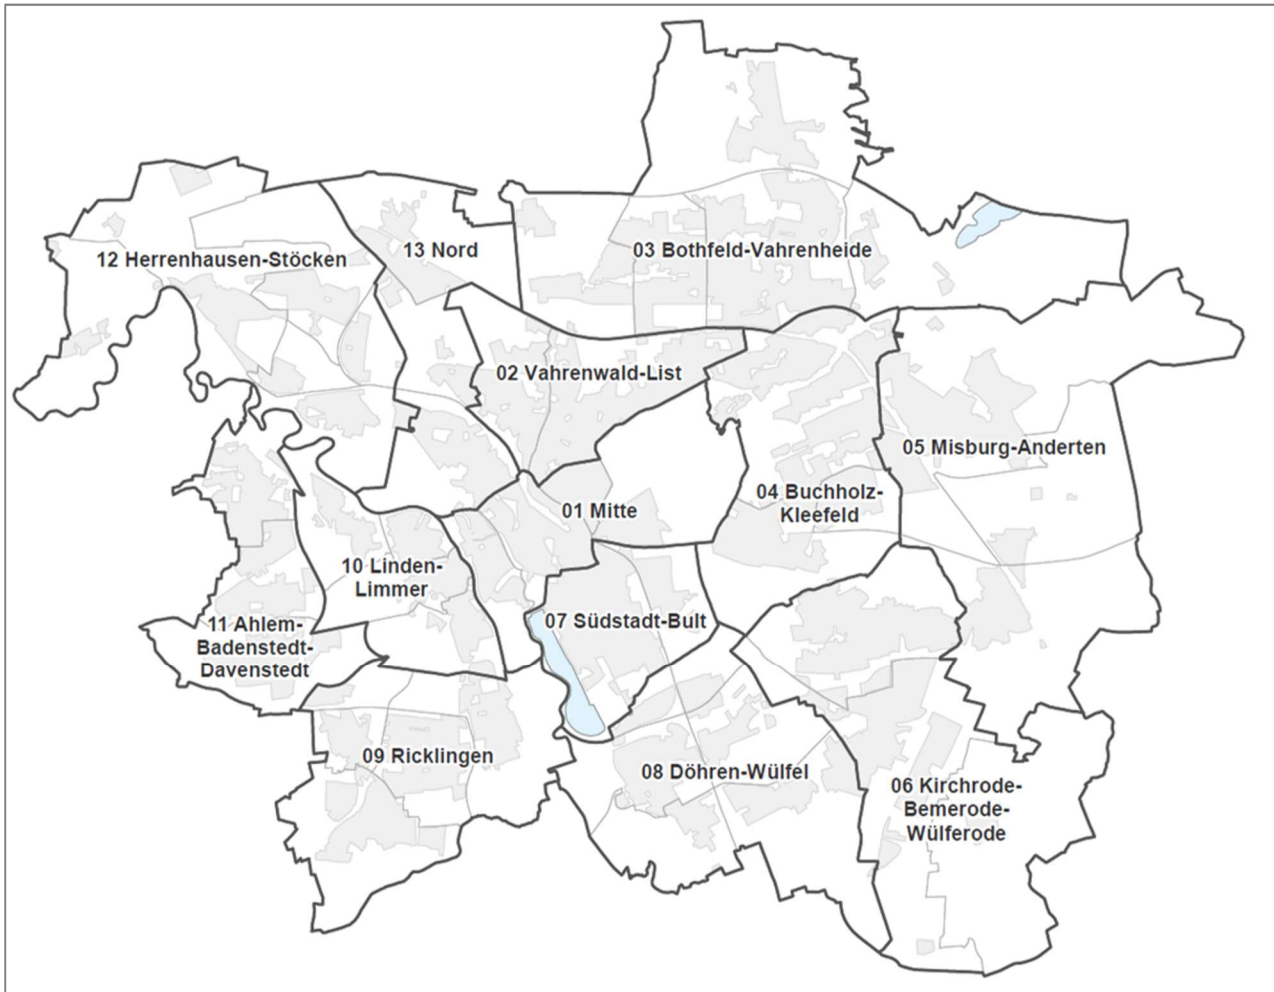 03 Bothfeld-Vahrenheide
13 Nord
12 Herrenhausen-Stöcken
02 Vahrenwald-List
05 Misburg-Anderten
04 Buchholz-
Kleefeld
01 Mitte
10 Linden-
Limmer
07 Südstadt-Bult
11 Ahlem-
Badenstedt-
Davenstedt
09 Ricklingen
08 Döhren-Wülfel
06 Kirchrode-
Bemerode-
Wülferode